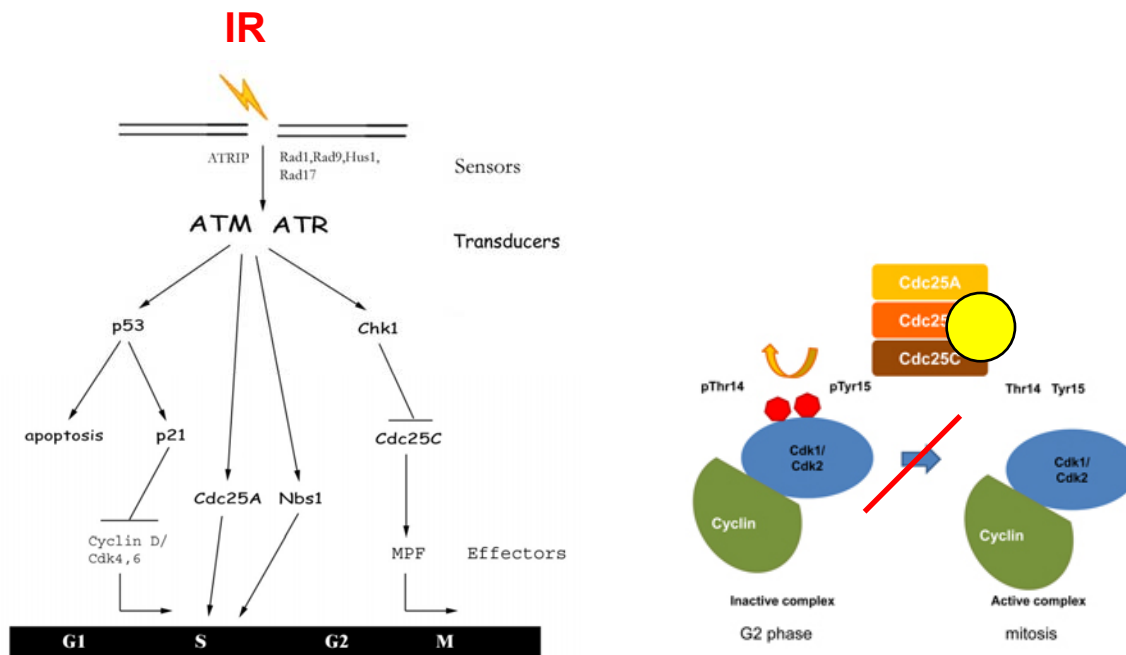 IR
ATRIP
Rad1,Rad9,Hus1,
Rad17
Sensors
ATM ATR
Transducers
p53
Chk1
apoptosis
p21
Cdc25C
Cdc25A
Nbs1
Cyclin D/
Cdk4,6
MPF
Effectors
G1 S G2 M
Cdc25A
Cdc25
Cdc25C
pThr14
pTyr15
Thr14 Tyr15
Cdk1/
Cdk2
Cyclin
Cdk1/
Cdk2
Cyclin
Inactive complex
G2 phase
Active complex
mitosis